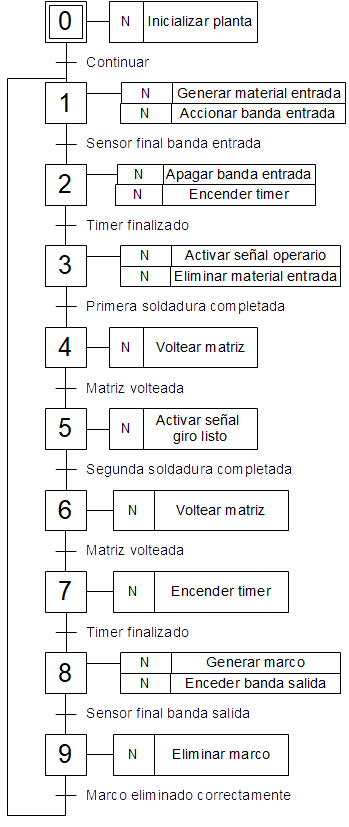 0 N Inicializar planta
Continuar
1 N Generar material entrada
N Accionar banda entrada
Sensor final banda entrada
2 N Apagar banda entrada
N Encender timer
Timer finalizado
3 N Activar señal operario
N Eliminar material entrada
Primera soldadura completada
4 N Voltear matriz
Matriz volteada
5 N Activar señal
giro listo
Segunda soldadura completada
6 N Voltear matriz
Matriz volteada
7 N Encender timer
Timer finalizado
8 N Generar marco
N Enceder banda salida
Sensor final banda salida
9 N Eliminar marco
Marco eliminado correctamente